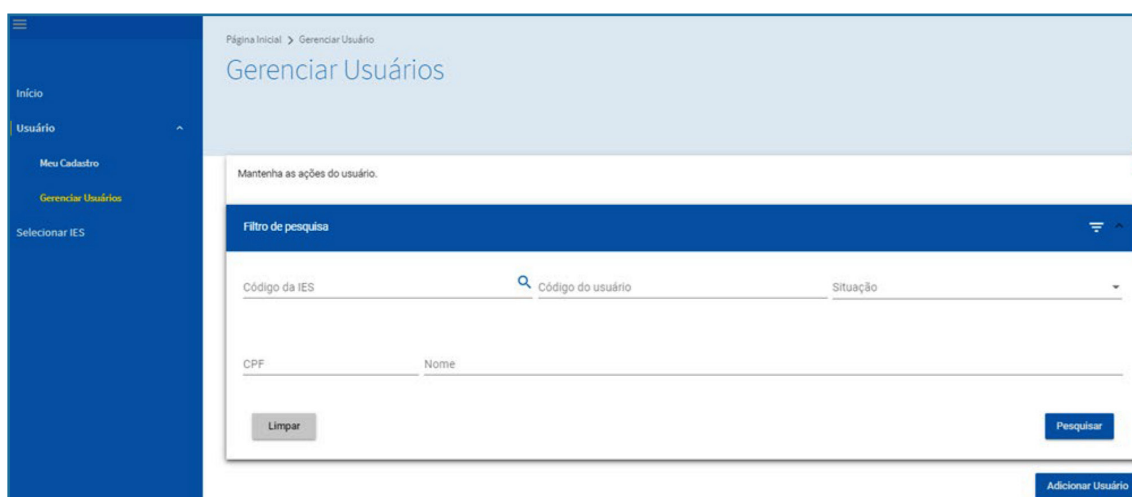 Início
Usuário
Meu Cadastro
Gerenciar Usuários
Selecionar IES
Página Inicial > Gerenciar Usuário
Gerenciar Usuários
Mantenha as ações do usuário.
Filtro de pesquisa
Código da IES Código do usuário Situação
CPF Nome
Limpar Pesquisar
Adicionar Usuário